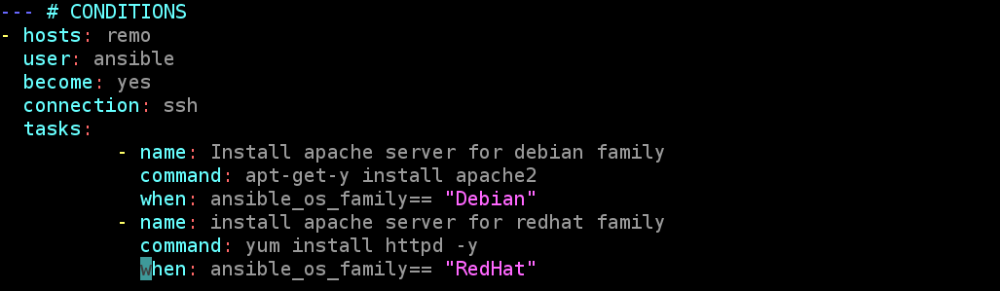 --- # CONDITIONS
- hosts: remo
  user: ansible
  become: yes
  connection: ssh
  tasks:
          - name: Install apache server for debian family
            command: apt-get-y install apache2
            when: ansible_os_family== "Debian"
          - name: install apache server for redhat family
            command: yum install httpd -y
            when: ansible_os_family== "RedHat"